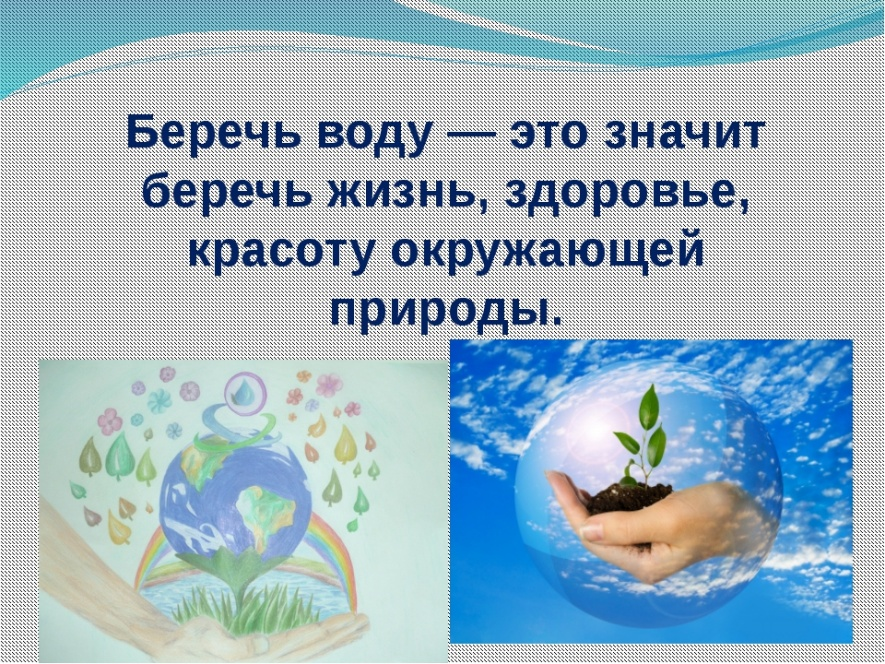 Беречь воду — это значит
беречь жизнь, здоровье,
красоту окружающей
природы.